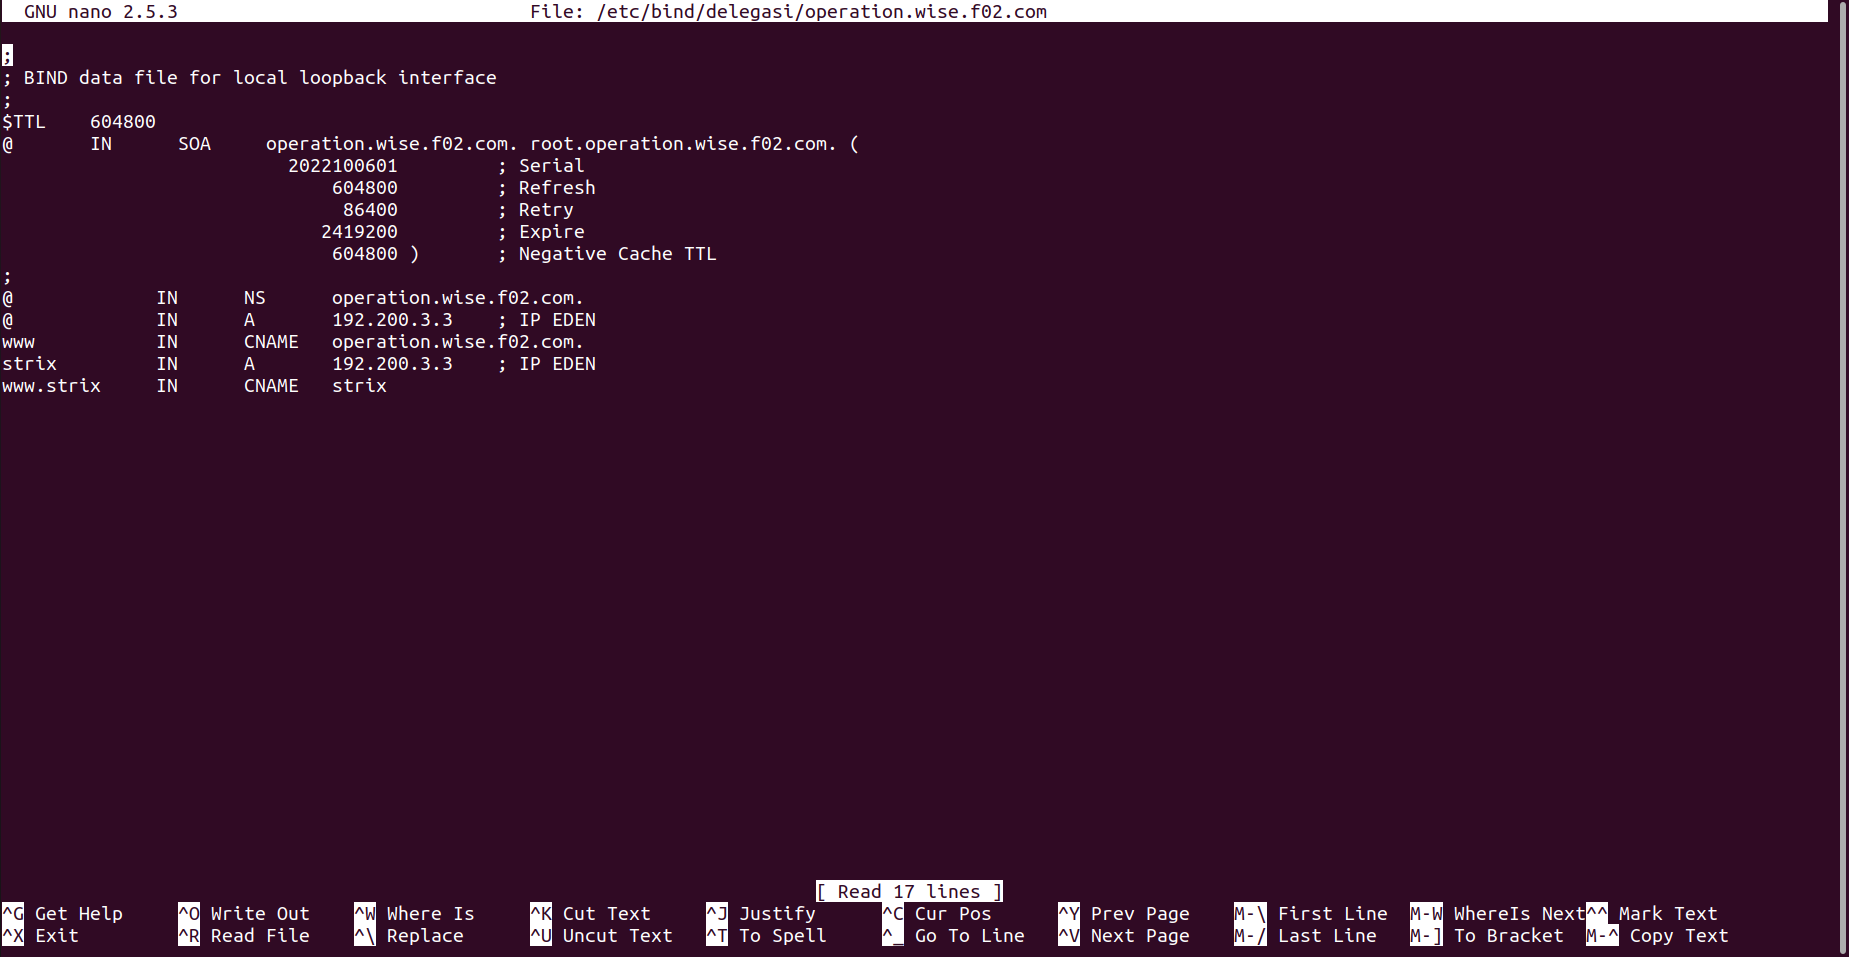 GNU nano 2.5.3 File: /etc/bind/delegasi/operation.wise.f02.com
;
; BIND data file for local loopback interface
;
$TTL 604800
@ IN SOA operation.wise.f02.com. root.operation.wise.f02.com. (
2022100601 ; Serial
604800 ; Refresh
86400 ; Retry
2419200 ; Expire
604800 ) ; Negative Cache TTL
;
@ IN NS operation.wise.f02.com.
@ IN A 192.200.3.3 ; IP EDEN
www IN CNAME operation.wise.f02.com.
strix IN A 192.200.3.3 ; IP EDEN
www.strix IN CNAME strix
[ Read 17 lines ]
^G Get Help ^O Write Out ^W Where Is ^K Cut Text ^J Justify ^C Cur Pos ^Y Prev Page M-\ First Line M-W WhereIs Next ^^ Mark Text
^X Exit ^R Read File ^\ Replace ^U Uncut Text ^T To Spell ^_ Go To Line ^V Next Page M-/ Last Line M-] To Bracket M-^ Copy Text